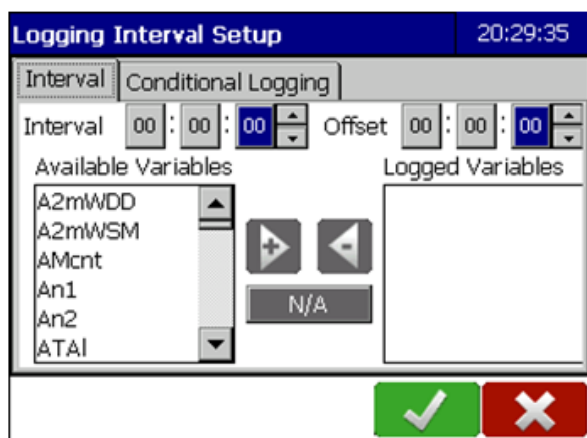 Logging Interval Setup 20:29:35
Interval Conditional Logging
Interval 00 : 00 : 00 Offset 00 : 00 : 00
Available Variables Logged Variables
A2mWDD
A2mWSM
AMcnt
An1
An2
ATAl
+ -
N/A